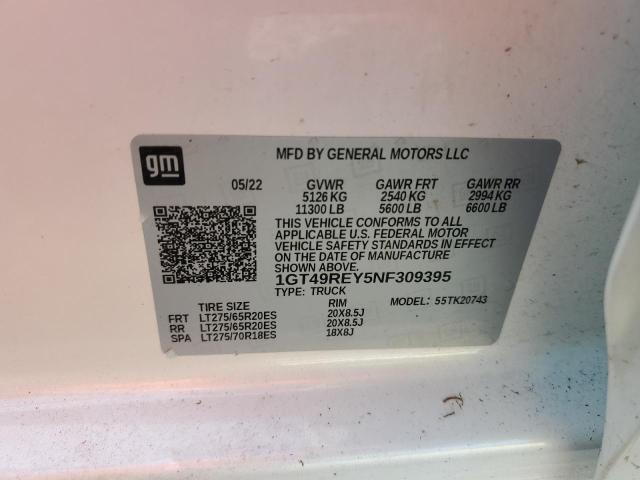 gm
MFD BY GENERAL MOTORS LLC
05/22 GVWR GAWR FRT GAWR RR
5126 KG 2540 KG 2994 KG
11300 LB 5600 LB 6600 LB
THIS VEHICLE CONFORMS TO ALL
APPLICABLE U.S. FEDERAL MOTOR
VEHICLE SAFETY STANDARDS IN EFFECT
ON THE DATE OF MANUFACTURE
SHOWN ABOVE.
1GT49REY5NF309395
TYPE: TRUCK MODEL: 55TK20743
TIRE SIZE RIM
FRT LT275/65R20ES 20X8.5J
RR LT275/65R20ES 20X8.5J
SPA LT275/70R18ES 18X8J